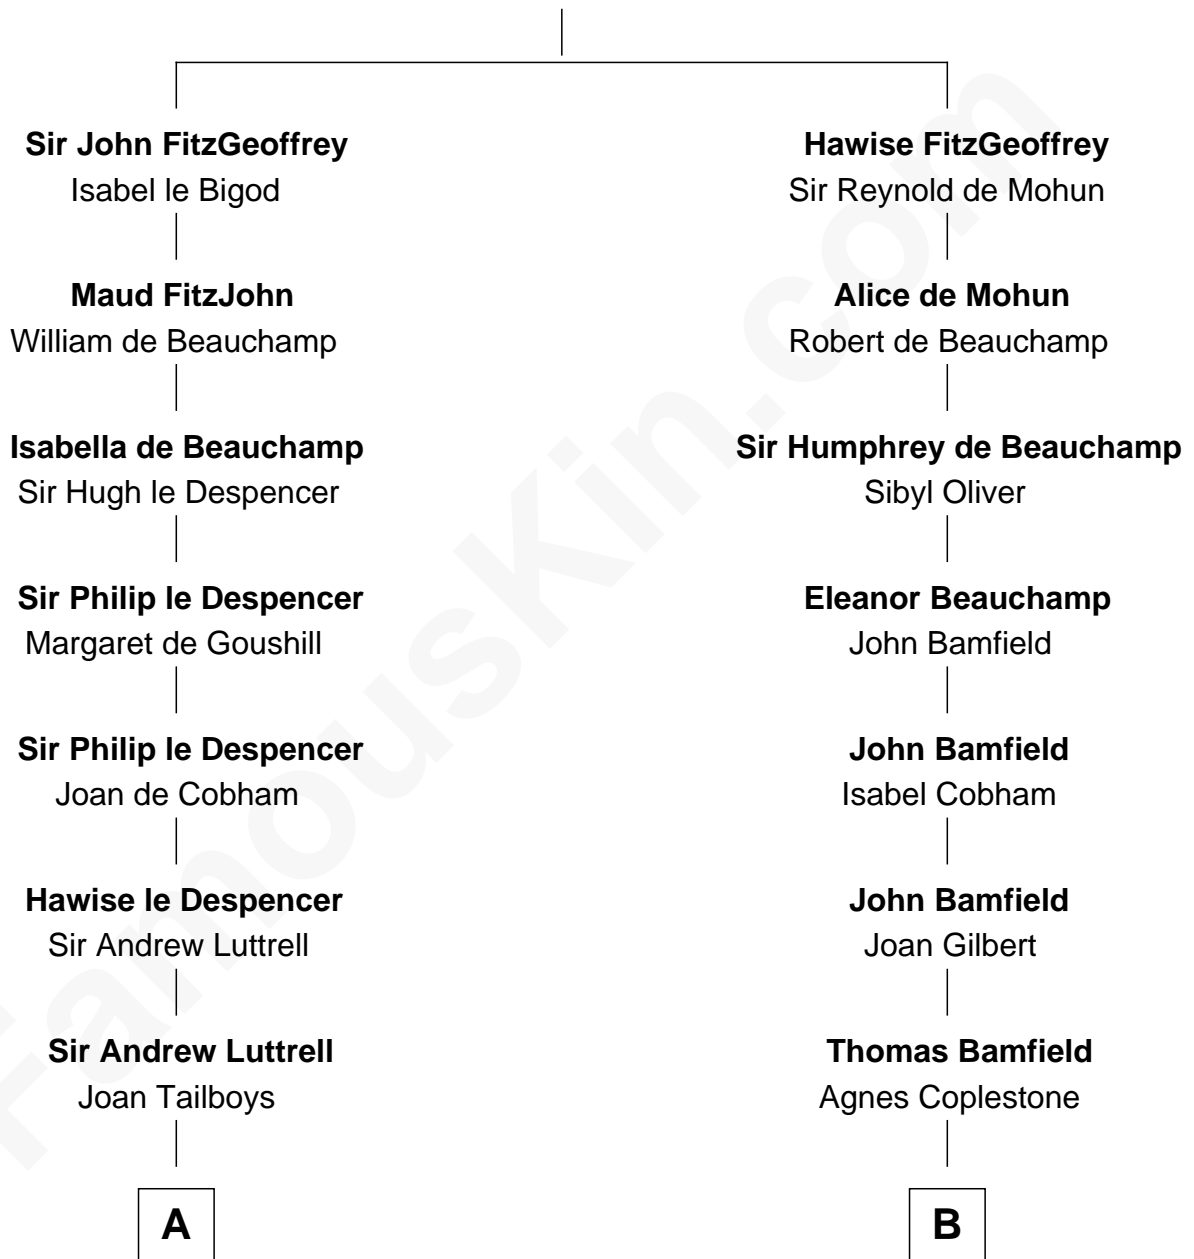 Sir John FitzGeoffrey
Isabel le Bigod
Maud FitzJohn
William de Beauchamp
Isabella de Beauchamp
Sir Hugh le Despencer
Sir Philip le Despencer
Margaret de Goushill
Sir Philip le Despencer
Joan de Cobham
Hawise le Despencer
Sir Andrew Luttrell
Sir Andrew Luttrell
Joan Tailboys
A
Hawise FitzGeoffrey
Sir Reynold de Mohun
Alice de Mohun
Robert de Beauchamp
Sir Humphrey de Beauchamp
Sibyl Oliver
Eleanor Beauchamp
John Bamfield
John Bamfield
Isabel Cobham
John Bamfield
Joan Gilbert
Thomas Bamfield
Agnes Coplestone
B
FamousKin.com